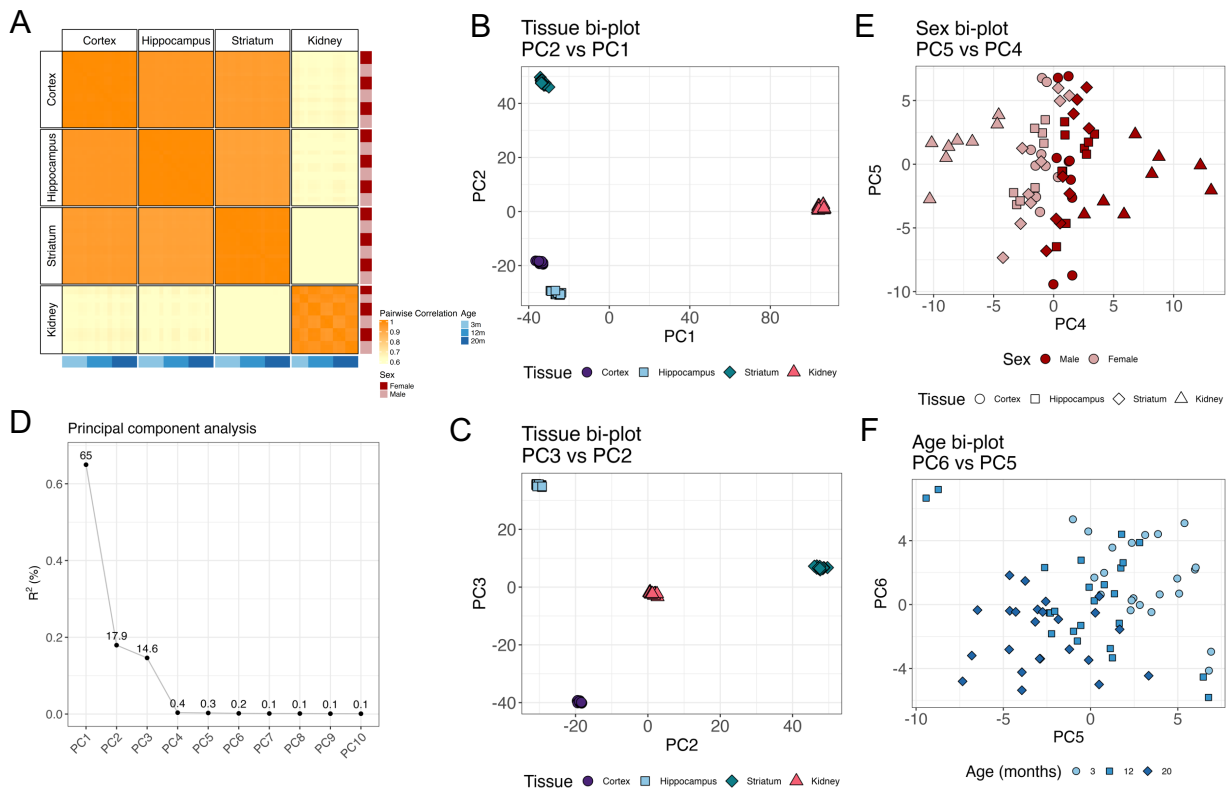 A
Cortex Hippocampus Striatum Kidney
Cortex
Hippocampus
Striatum
Kidney
Pairwise Correlation
1
0.9
0.8
0.7
0.6
Age
3m
12m
20m
Sex
Female
Male
B
Tissue bi-plot
PC2 vs PC1
40
20
0
-20
PC2
-40 0 40 80
PC1
Tissue Cortex Hippocampus Striatum Kidney
E
Sex bi-plot
PC5 vs PC4
5
0
-5
-10
PC5
-10 -5 0 5 10
PC4
Sex Male Female
Tissue Cortex Hippocampus Striatum Kidney
D
Principal component analysis
0.6
0.4
0.2
0.0
R² (%)
65
17.9
14.6
0.4 0.3 0.2 0.1 0.1 0.1 0.1
PC1 PC2 PC3 PC4 PC5 PC6 PC7 PC8 PC9 PC10
C
Tissue bi-plot
PC3 vs PC2
20
0
-20
-40
PC3
-20 0 20 40
PC2
Tissue Cortex Hippocampus Striatum Kidney
F
Age bi-plot
PC6 vs PC5
4
0
-4
PC6
-10 -5 0 5
PC5
Age (months) 3 12 20